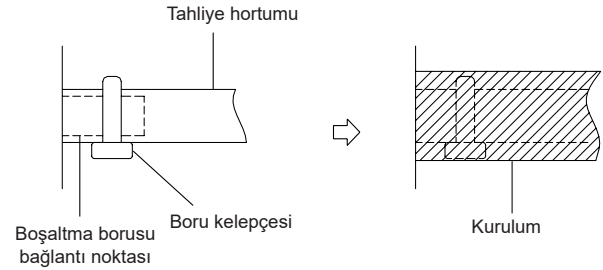 Tahliye hortumu
Boru kelepçesi
Boşaltma borusu
bağlantı noktası
Kurulum